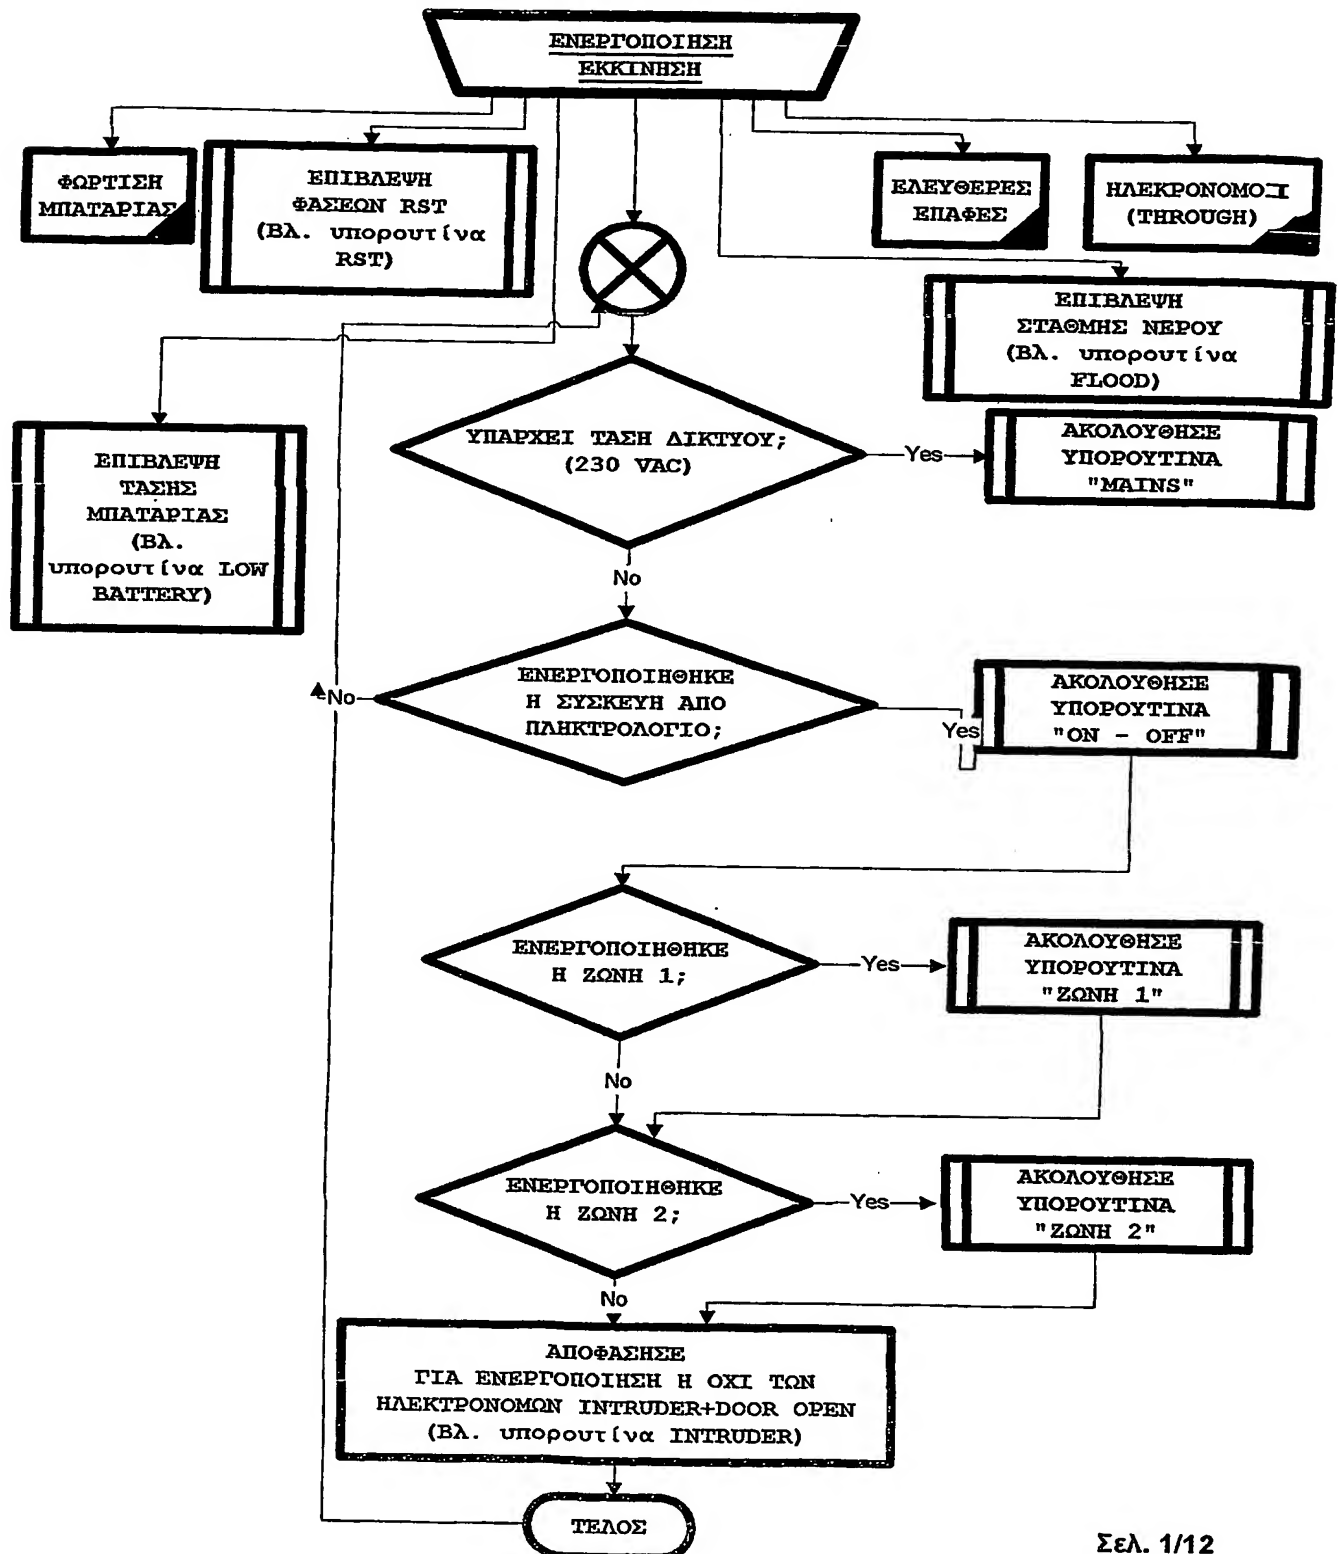 ΕΝΕΡΓΟΠΟΙΗΣΗ
ΕΚΚΙΝΗΣΗ
ΦΩΡΤΙΣΗ
ΜΠΑΤΑΡΙΑΣ
ΕΠΙΒΛΕΨΗ
ΦΑΣΕΩΝ RST
(Βλ. υπορουτίνα
RST)
ΕΛΕΥΘΕΡΕΣ
ΕΠΑΦΕΣ
ΗΛΕΚΡΟΝΟΜΟΙ
(THROUGH)
ΕΠΙΒΛΕΨΗ
ΣΤΑΘΜΗΣ ΝΕΡΟΥ
(Βλ. υπορουτίνα
FLOOD)
ΥΠΑΡΧΕΙ ΤΑΣΗ ΔΙΚΤΥΟΥ;
(230 VAC)
Yes
ΑΚΟΛΟΥΘΗΣΕ
ΥΠΟΡΟΥΤΙΝΑ
"MAINS"
ΕΠΙΒΛΕΨΗ
ΤΑΣΗΣ
ΜΠΑΤΑΡΙΑΣ
(Βλ.
υπορουτίνα LOW
BATTERY)
No
ΕΝΕΡΓΟΠΟΙΗΘΗΚΕ
Η ΣΥΣΚΕΥΗ ΑΠΟ
ΠΛΗΚΤΡΟΛΟΓΙΟ;
No
Yes
ΑΚΟΛΟΥΘΗΣΕ
ΥΠΟΡΟΥΤΙΝΑ
"ON - OFF"
ΕΝΕΡΓΟΠΟΙΗΘΗΚΕ
Η ΖΩΝΗ 1;
Yes
ΑΚΟΛΟΥΘΗΣΕ
ΥΠΟΡΟΥΤΙΝΑ
"ΖΩΝΗ 1"
No
ΕΝΕΡΓΟΠΟΙΗΘΗΚΕ
Η ΖΩΝΗ 2;
Yes
ΑΚΟΛΟΥΘΗΣΕ
ΥΠΟΡΟΥΤΙΝΑ
"ΖΩΝΗ 2"
No
ΑΠΟΦΑΣΗΣΕ
ΓΙΑ ΕΝΕΡΓΟΠΟΙΗΣΗ Η ΟΧΙ ΤΩΝ
ΗΛΕΚΤΡΟΝΟΜΩΝ INTRUDER+DOOR OPEN
(Βλ. υπορουτίνα INTRUDER)
ΤΕΛΟΣ
Σελ. 1/12